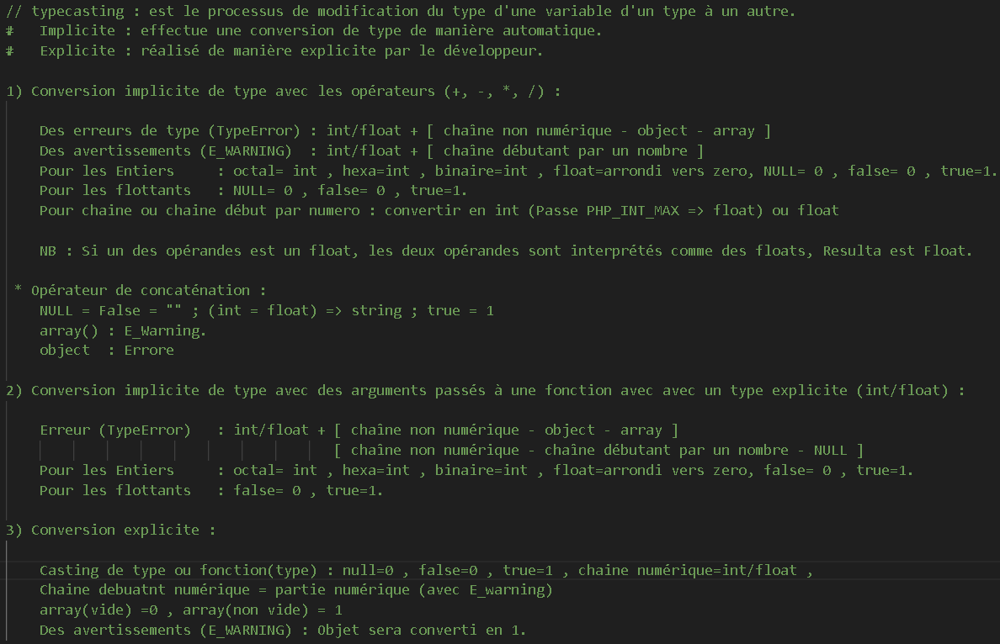 // typecasting : est le processus de modification du type d'une variable d'un type à un autre.
#   Implicite : effectue une conversion de type de manière automatique.
#   Explicite : réalisé de manière explicite par le développeur.
1) Conversion implicite de type avec les opérateurs (+, -, *, /) :
Des erreurs de type (TypeError) : int/float + [ chaîne non numérique - object - array ]
Des avertissements (E_WARNING)  : int/float + [ chaîne débutant par un nombre ]
Pour les Entiers     : octal= int , hexa=int , binaire=int , float=arrondi vers zero, NULL= 0 , false= 0 , true=1.
Pour les flottants   : NULL= 0 , false= 0 , true=1.
Pour chaine ou chaine début par numero : convertir en int (Passe PHP_INT_MAX => float) ou float
NB : Si un des opérandes est un float, les deux opérandes sont interprétés comme des floats, Resulta est Float.
* Opérateur de concaténation :
NULL = False = "" ; (int = float) => string ; true = 1
array() : E_Warning.
object  : Errore
2) Conversion implicite de type avec des arguments passés à une fonction avec avec un type explicite (int/float) :
Erreur (TypeError)   : int/float + [ chaîne non numérique - object - array ]
[ chaîne non numérique - chaîne débutant par un nombre - NULL ]
Pour les Entiers     : octal= int , hexa=int , binaire=int , float=arrondi vers zero, false= 0 , true=1.
Pour les flottants   : false= 0 , true=1.
3) Conversion explicite :
Casting de type ou fonction(type) : null=0 , false=0 , true=1 , chaine numérique=int/float ,
Chaine debuatnt numérique = partie numérique (avec E_warning)
array(vide) =0 , array(non vide) = 1
Des avertissements (E_WARNING) : Objet sera converti en 1.